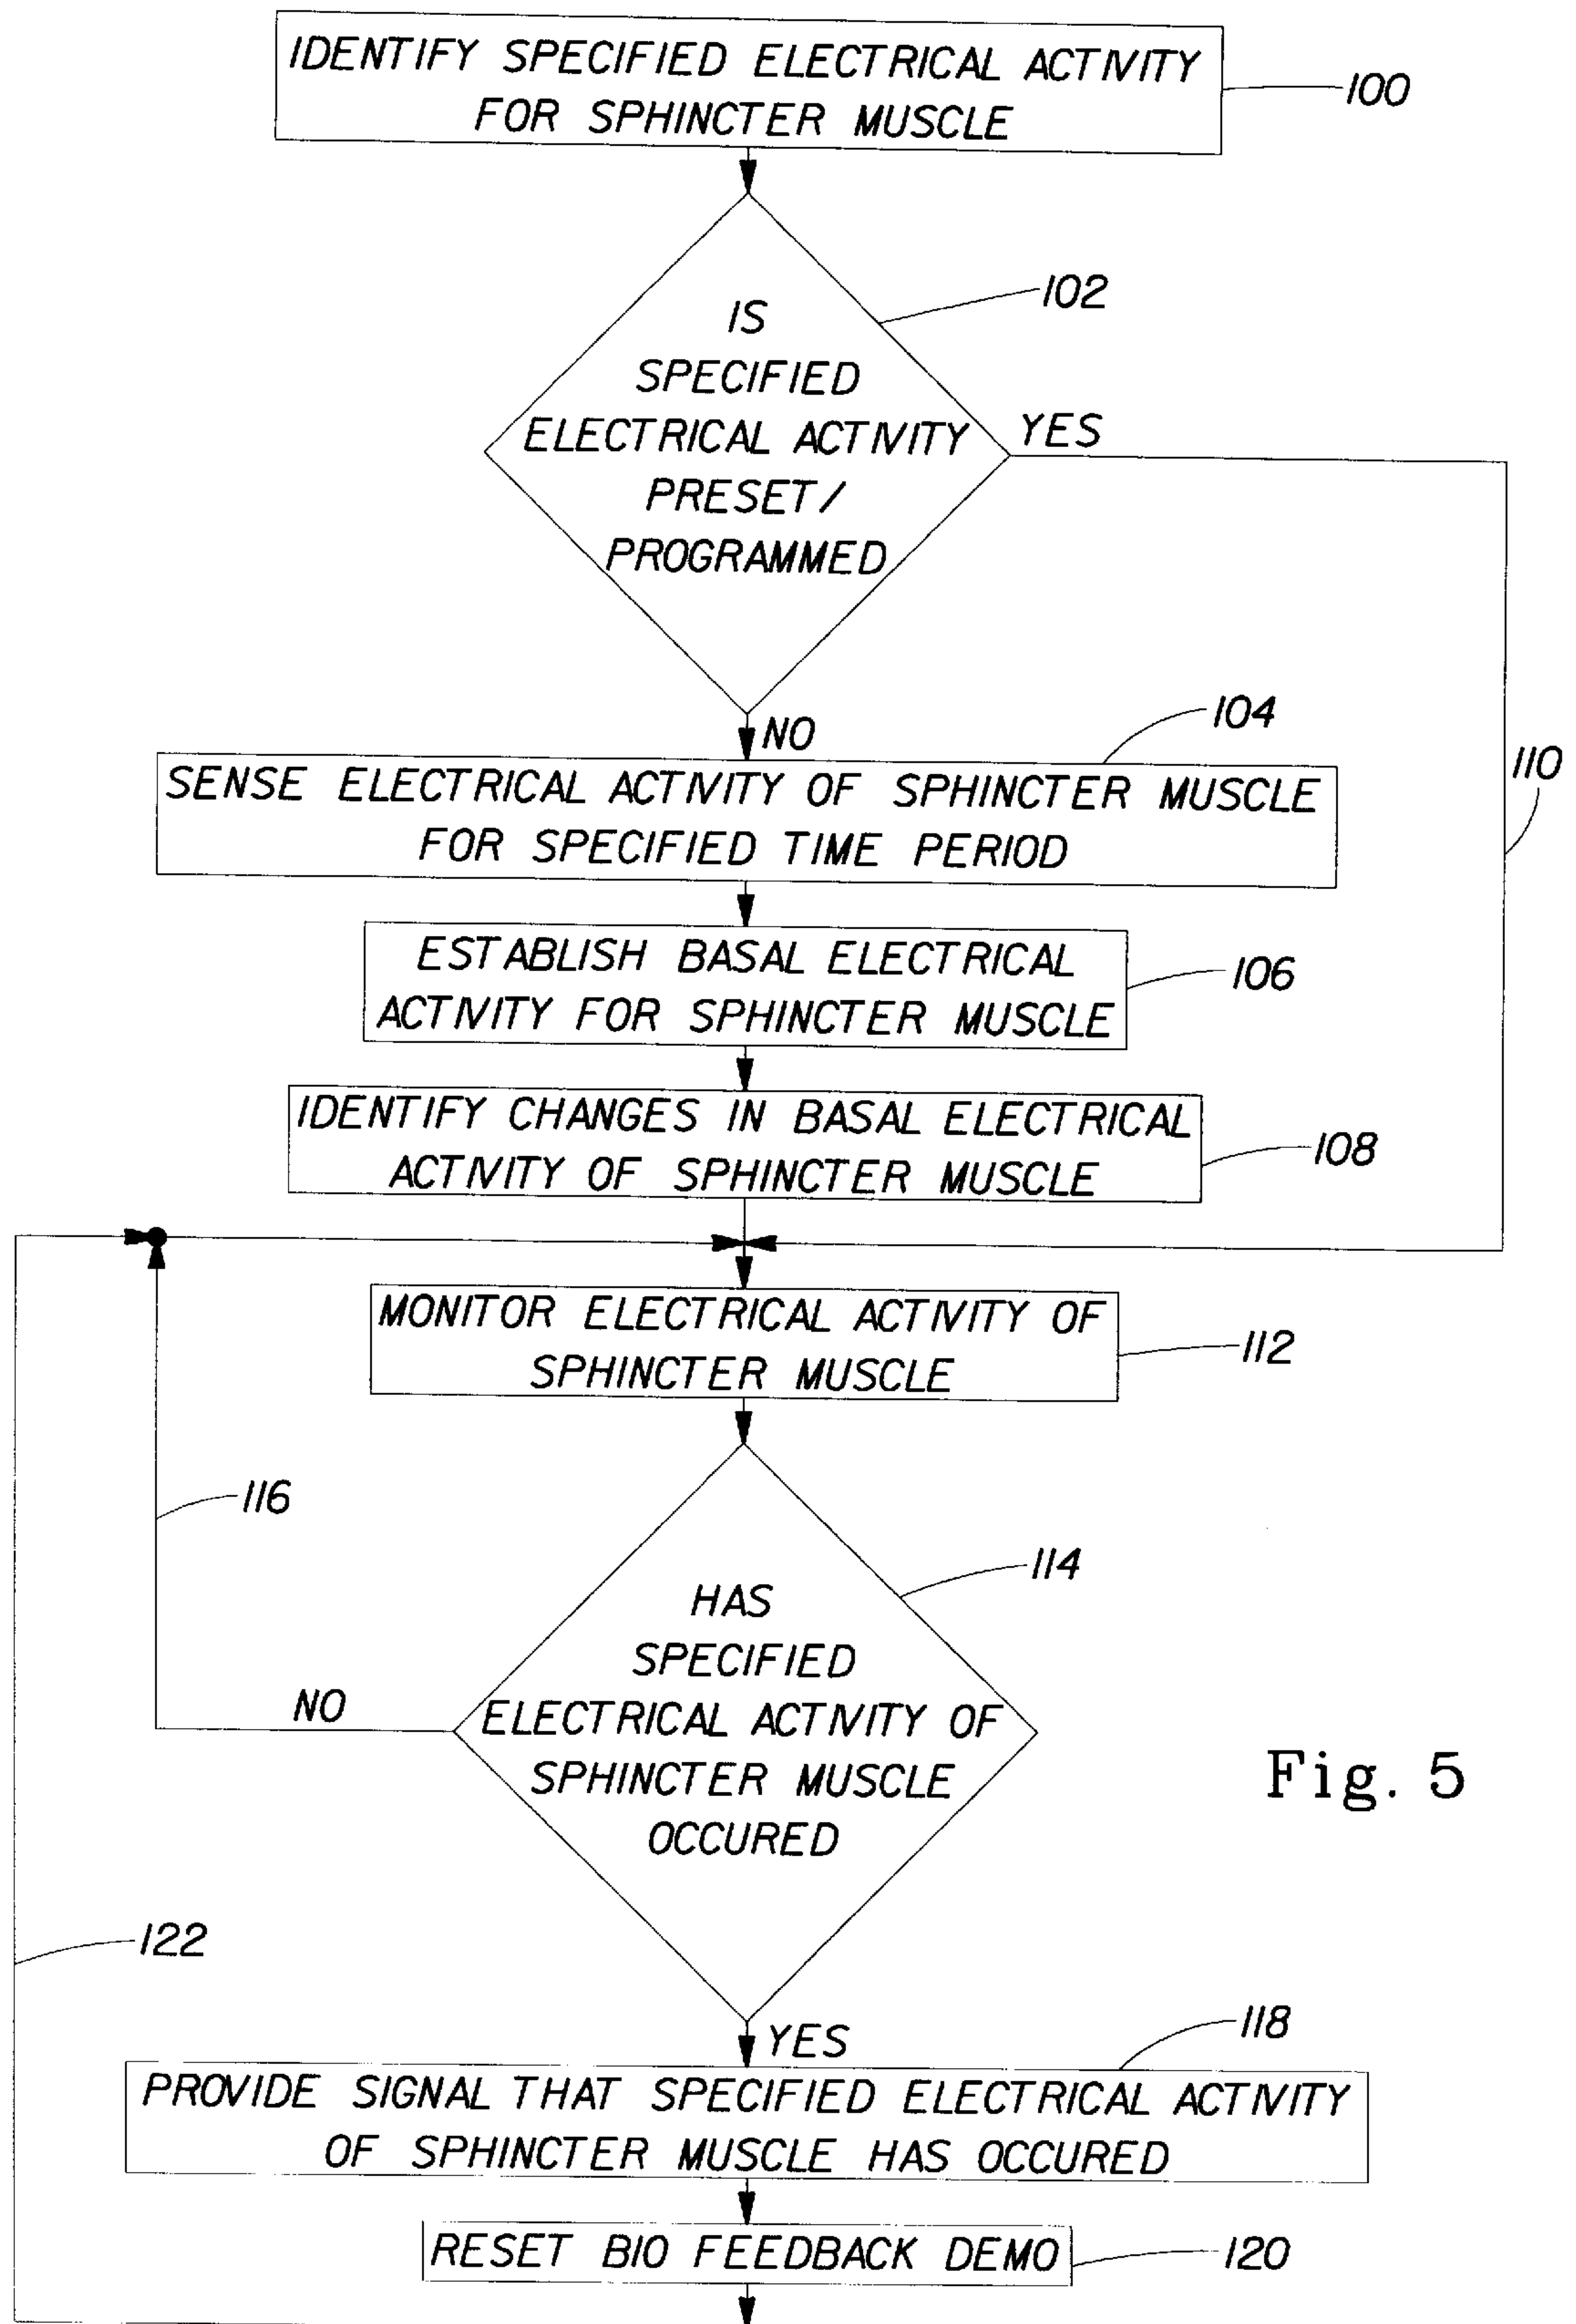 IDENTIFY SPECIFIED ELECTRICAL ACTIVITY
FOR SPHINCTER MUSCLE
100
102
IS
SPECIFIED
ELECTRICAL ACTIVITY
PRESET/
PROGRAMMED
YES
NO
104
110
SENSE ELECTRICAL ACTIVITY OF SPHINCTER MUSCLE
FOR SPECIFIED TIME PERIOD
ESTABLISH BASAL ELECTRICAL
ACTIVITY FOR SPHINCTER MUSCLE
106
IDENTIFY CHANGES IN BASAL ELECTRICAL
ACTIVITY OF SPHINCTER MUSCLE
108
MONITOR ELECTRICAL ACTIVITY OF
SPHINCTER MUSCLE
112
116
114
HAS
SPECIFIED
ELECTRICAL ACTIVITY OF
SPHINCTER MUSCLE
OCCURED
NO
Fig. 5
122
YES
118
PROVIDE SIGNAL THAT SPECIFIED ELECTRICAL ACTIVITY
OF SPHINCTER MUSCLE HAS OCCURED
RESET BIO FEEDBACK DEMO
120